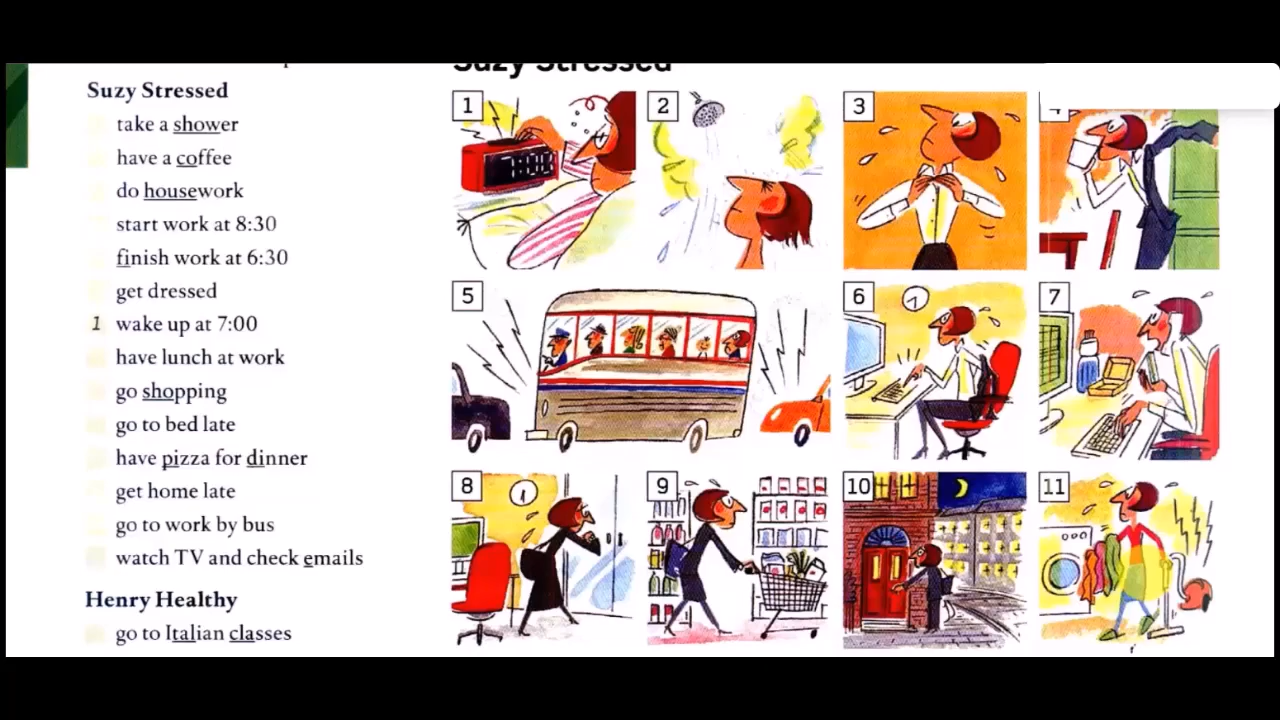 Suzy Stressed
Suzy Stressed
take a shower
have a coffee
do housework
start work at 8:30
finish work at 6:30
get dressed
1 wake up at 7:00
have lunch at work
go shopping
go to bed late
have pizza for dinner
get home late
go to work by bus
watch TV and check emails
Henry Healthy
go to Italian classes
1
7:00
2
3
4
5
6
7
8
9
10
11